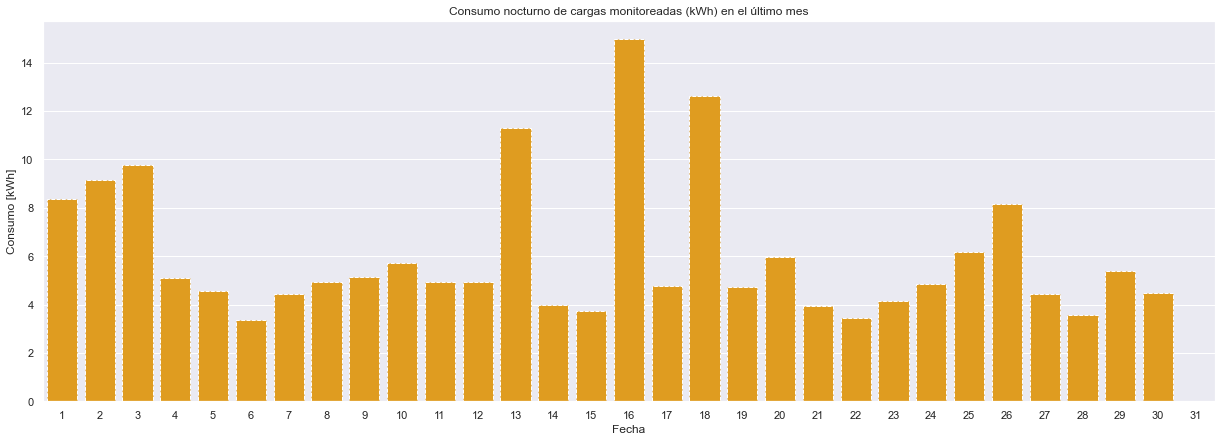 Consumo nocturno de cargas monitoreadas (kWh) en el último mes
Consumo [kWh]
14
12
10
8
6
4
2
0
1 2 3 4 5 6 7 8 9 10 11 12 13 14 15 16 17 18 19 20 21 22 23 24 25 26 27 28 29 30 31
Fecha